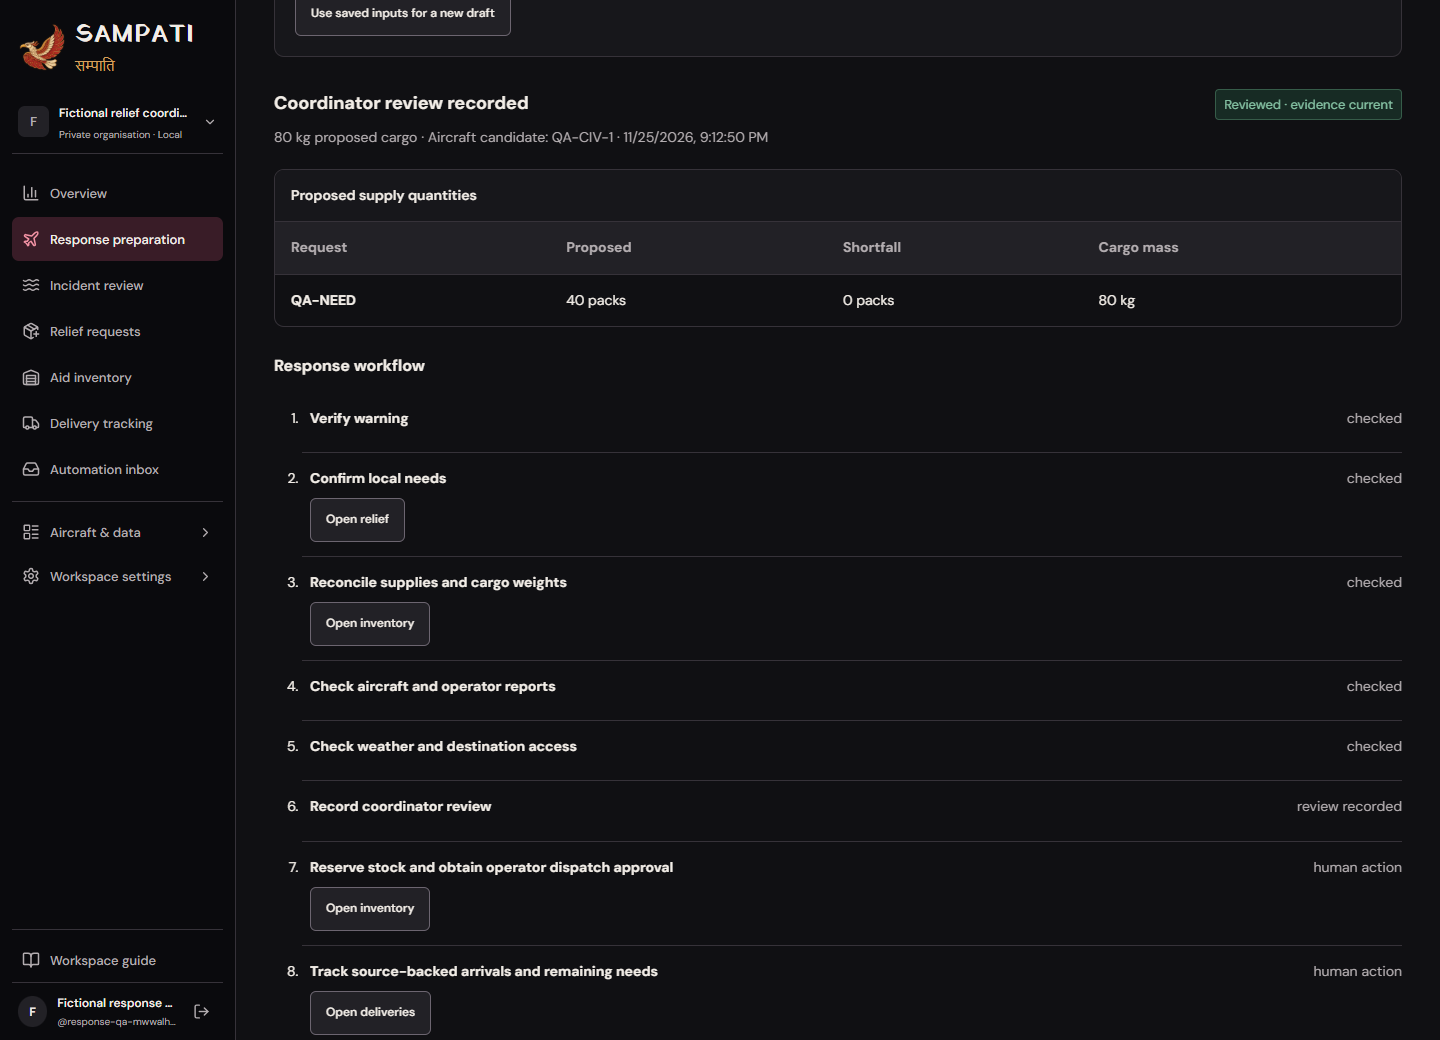 SAMPATI
सम्पाति
F
Fictional relief coordi...
Private organisation · Local
Overview
Response preparation
Incident review
Relief requests
Aid inventory
Delivery tracking
Automation inbox
Aircraft & data
Workspace settings
Workspace guide
F
Fictional response ...
@response-qa-mwwalh...
Use saved inputs for a new draft
Coordinator review recorded
Reviewed · evidence current
80 kg proposed cargo · Aircraft candidate: QA-CIV-1 · 11/25/2026, 9:12:50 PM
Proposed supply quantities
Request Proposed Shortfall Cargo mass
QA-NEED 40 packs 0 packs 80 kg
Response workflow
1. Verify warning checked
2. Confirm local needs checked
Open relief
3. Reconcile supplies and cargo weights checked
Open inventory
4. Check aircraft and operator reports checked
5. Check weather and destination access checked
6. Record coordinator review review recorded
7. Reserve stock and obtain operator dispatch approval human action
Open inventory
8. Track source-backed arrivals and remaining needs human action
Open deliveries